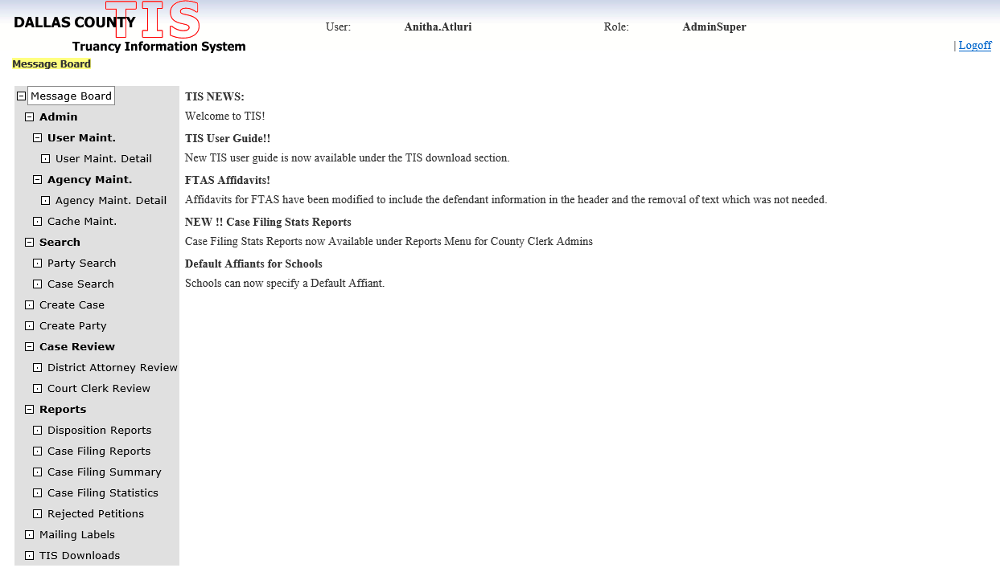 DALLAS COUNTY TIS
User: Anitha.Atluri Role: AdminSuper
Truancy Information System
| Logoff
Message Board
Message Board
Admin
User Maint.
User Maint. Detail
Agency Maint.
Agency Maint. Detail
Cache Maint.
Search
Party Search
Case Search
Create Case
Create Party
Case Review
District Attorney Review
Court Clerk Review
Reports
Disposition Reports
Case Filing Reports
Case Filing Summary
Case Filing Statistics
Rejected Petitions
Mailing Labels
TIS Downloads
TIS NEWS:
Welcome to TIS!
TIS User Guide!!
New TIS user guide is now available under the TIS download section.
FTAS Affidavits!
Affidavits for FTAS have been modified to include the defendant information in the header and the removal of text which was not needed.
NEW !! Case Filing Stats Reports
Case Filing Stats Reports now Available under Reports Menu for County Clerk Admins
Default Affiants for Schools
Schools can now specify a Default Affiant.